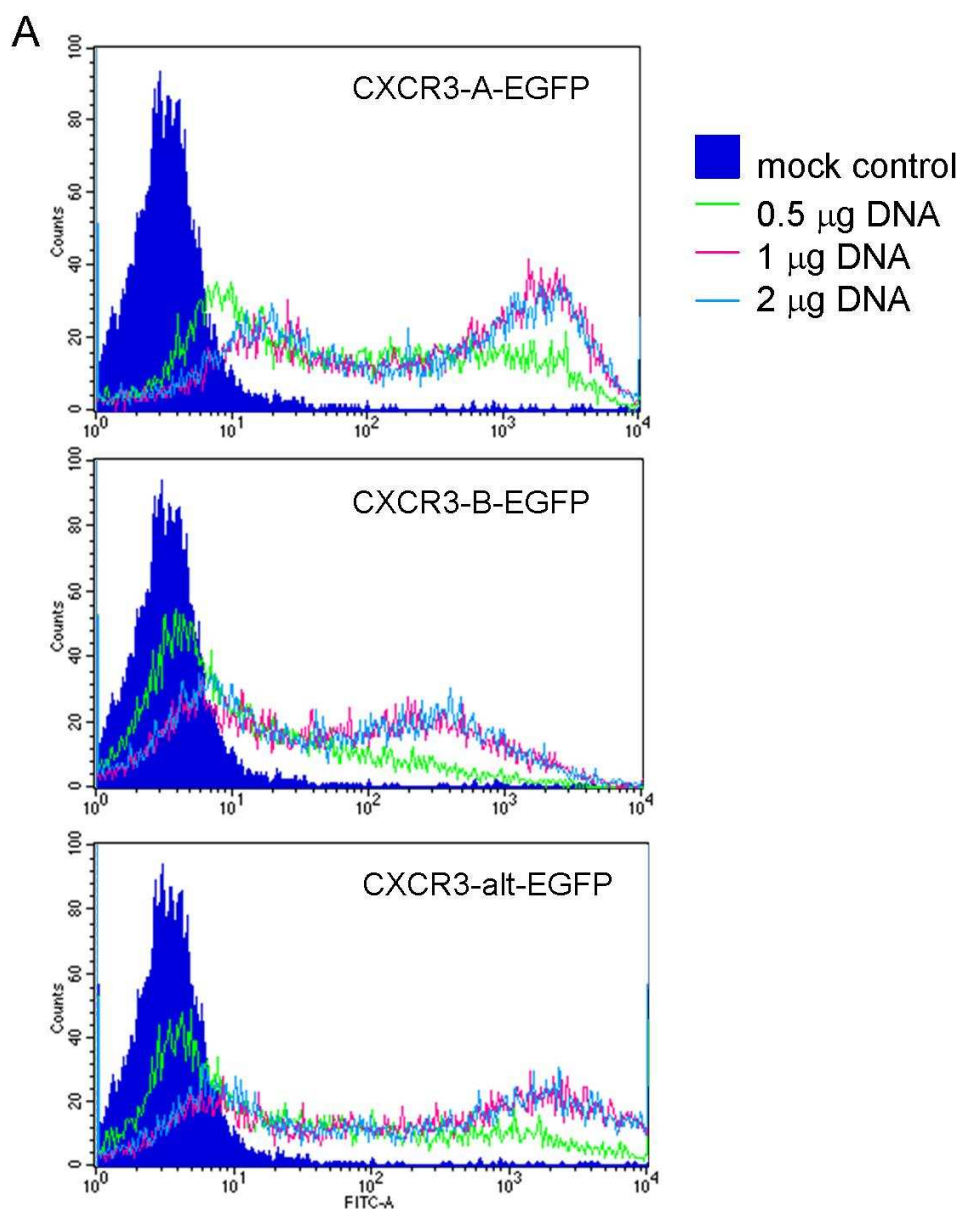 A
CXCR3-A-EGFP
mock control
0.5 μg DNA
1 μg DNA
2 μg DNA
Counts
100
80
60
40
20
0
10^0 10^1 10^2 10^3 10^4
CXCR3-B-EGFP
Counts
100
80
60
40
20
0
10^0 10^1 10^2 10^3 10^4
CXCR3-alt-EGFP
Counts
100
80
60
40
20
0
10^0 10^1 10^2 10^3 10^4
FITC-A